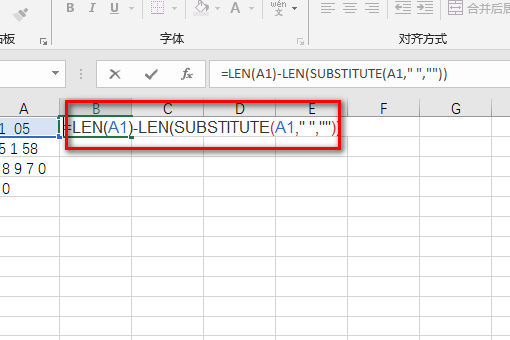 B I U A wén 合并后居
贴板 字体 对齐方式
fx =LEN(A1)-LEN(SUBSTITUTE(A1," ",""))
A B C D E F G
1 05 =LEN(A1)-LEN(SUBSTITUTE(A1," ",""))
5 1 58
8 9 7 0
0